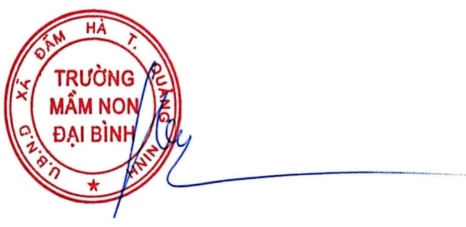 U.B.N.D XÃ ĐẦM HÀ T. QUẢNG NINH
TRƯỜNG
MẦM NON
ĐẠI BÌNH